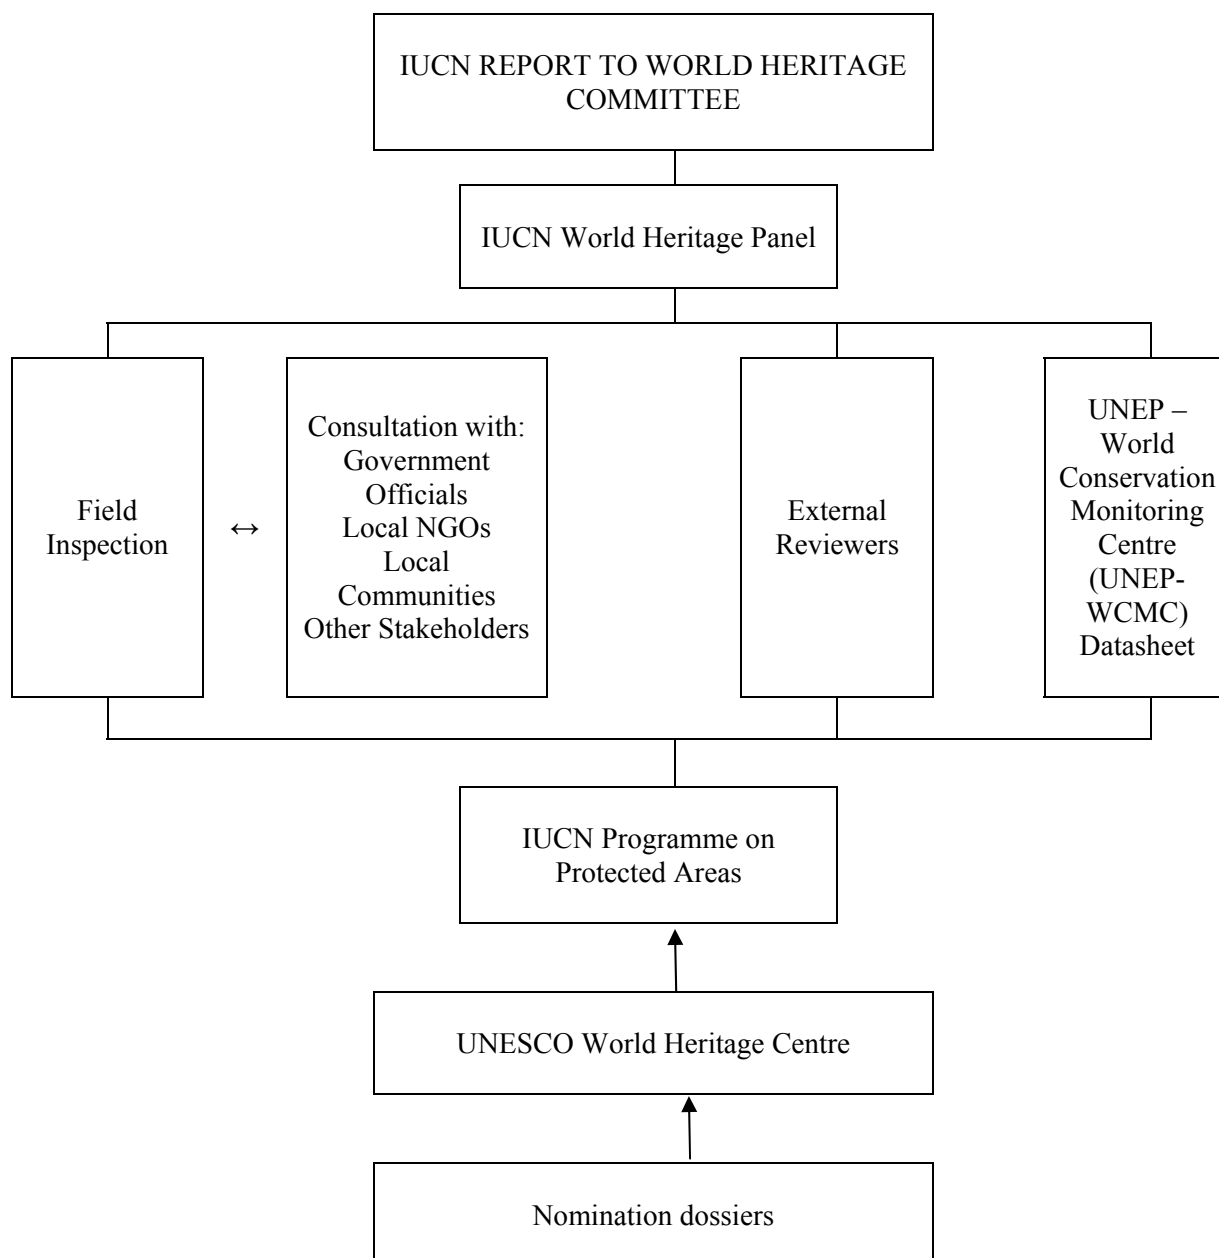 IUCN REPORT TO WORLD HERITAGE
COMMITTEE
IUCN World Heritage Panel
Field
Inspection
↔
Consultation with:
Government
Officials
Local NGOs
Local
Communities
Other Stakeholders
External
Reviewers
UNEP –
World
Conservation
Monitoring
Centre
(UNEP-
WCMC)
Datasheet
IUCN Programme on
Protected Areas
UNESCO World Heritage Centre
Nomination dossiers